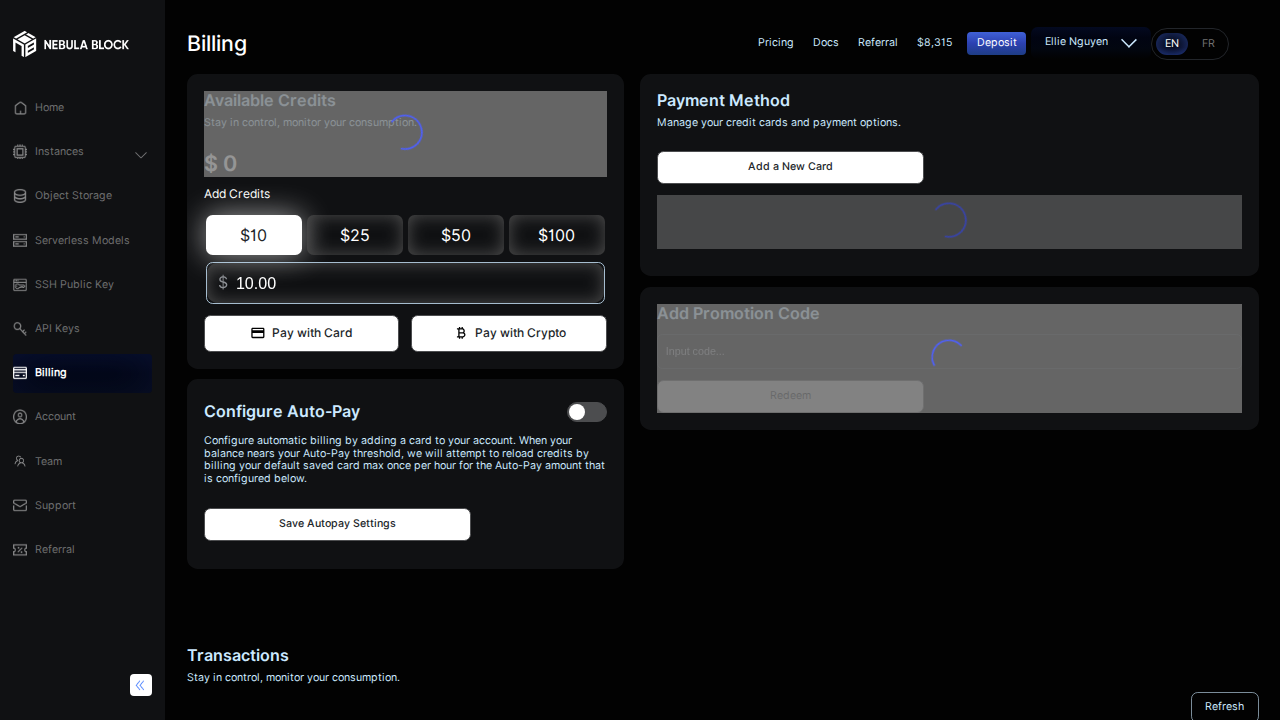 NEBULA BLOCK
Home
Instances
Object Storage
Serverless Models
SSH Public Key
API Keys
Billing
Account
Team
Support
Referral
Billing
Pricing
Docs
Referral
$8,315
Deposit
Ellie Nguyen
EN
FR
Available Credits
Stay in control, monitor your consumption.
$ 0
Add Credits
$10
$25
$50
$100
$ 10.00
Pay with Card
Pay with Crypto
Configure Auto-Pay
Configure automatic billing by adding a card to your account. When your
balance nears your Auto-Pay threshold, we will attempt to reload credits by
billing your default saved card max once per hour for the Auto-Pay amount that
is configured below.
Save Autopay Settings
Payment Method
Manage your credit cards and payment options.
Add a New Card
Add Promotion Code
Input code...
Redeem
Transactions
Stay in control, monitor your consumption.
Refresh